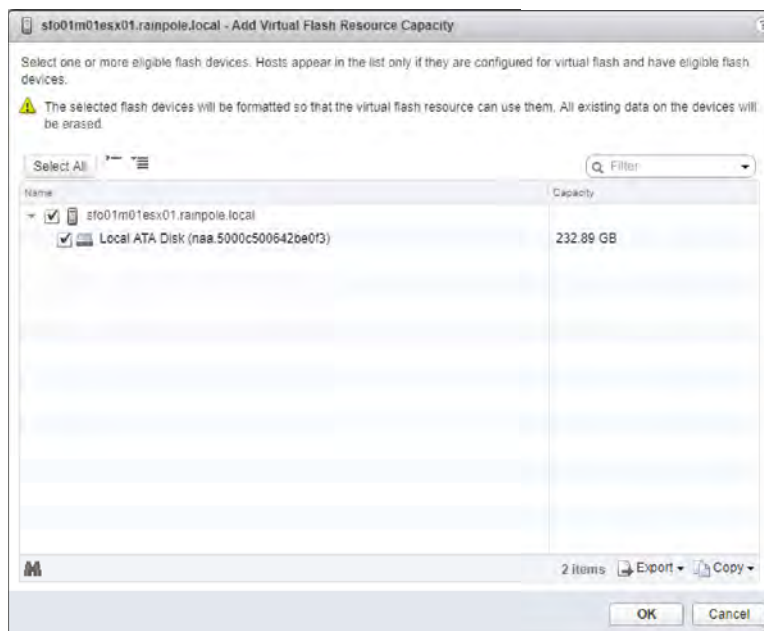 sfo01m01esx01.rainpole.local - Add Virtual Flash Resource Capacity
?
Select one or more eligible flash devices. Hosts appear in the list only if they are configured for virtual flash and have eligible flash
devices.
The selected flash devices will be formatted so that the virtual flash resource can use them. All existing data on the devices will
be erased.
Select All
Filter
Name
Capacity
sfo01m01esx01.rainpole.local
Local ATA Disk (naa.5000c500642be0f3)
232.89 GB
2 items
Export
Copy
OK
Cancel